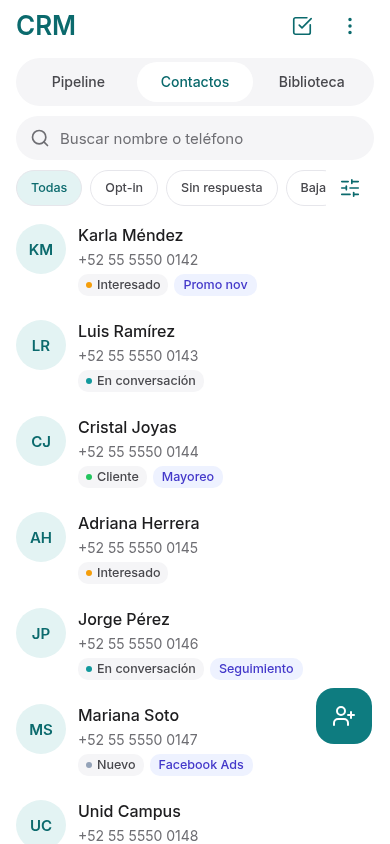 CRM
Pipeline
Contactos
Biblioteca
Buscar nombre o teléfono
Todas
Opt-in
Sin respuesta
Baja
KM
Karla Méndez
+52 55 5550 0142
Interesado
Promo nov
LR
Luis Ramírez
+52 55 5550 0143
En conversación
CJ
Cristal Joyas
+52 55 5550 0144
Cliente
Mayoreo
AH
Adriana Herrera
+52 55 5550 0145
Interesado
JP
Jorge Pérez
+52 55 5550 0146
En conversación
Seguimiento
MS
Mariana Soto
+52 55 5550 0147
Nuevo
Facebook Ads
UC
Unid Campus
+52 55 5550 0148